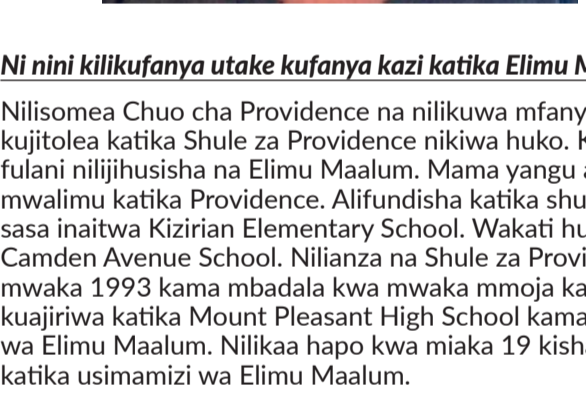 Ni nini kilikufanya utake kufanya kazi katika Elimu
Nilisomea Chuo cha Providence na nilikuwa
kujitolea katika Shule za Providence nikiwa huko.
fulani nilijihusisha na Elimu Maalum. Mama yangu
mwalimu katika Providence. Alifundisha katika
sasa inaitwa Kizirian Elementary School. Wakati
Camden Avenue School. Nilianza na Shule za
mwaka 1993 kama mbadala kwa mwaka mmoja
kuajiriwa katika Mount Pleasant High School kama
wa Elimu Maalum. Nilikaa hapo kwa miaka 19
katika usimamizi wa Elimu Maalum.